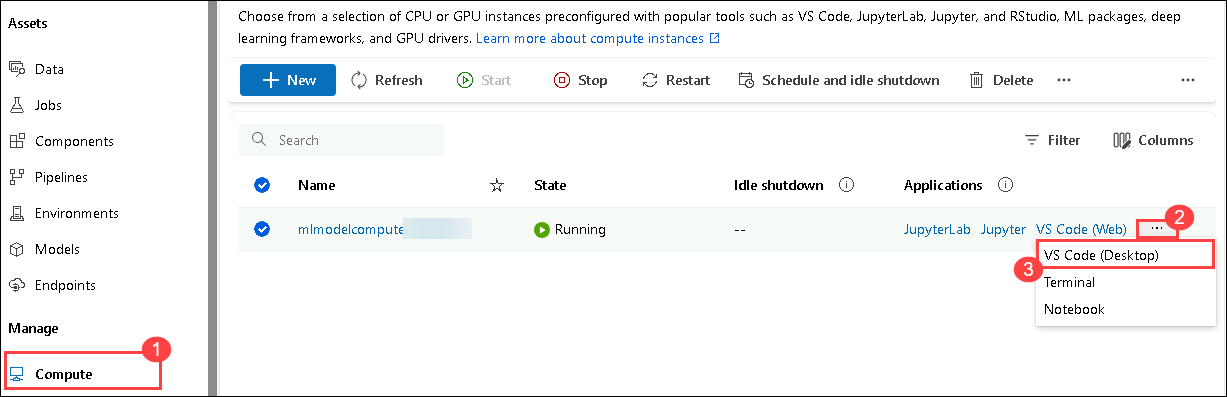 Assets
Data
Jobs
Components
Pipelines
Environments
Models
Endpoints
Manage
1
Compute
Choose from a selection of CPU or GPU instances preconfigured with popular tools such as VS Code, JupyterLab, Jupyter, and RStudio, ML packages, deep
learning frameworks, and GPU drivers. Learn more about compute instances
New Refresh Start Stop Restart Schedule and idle shutdown Delete ··· ···
Search
Filter Columns
Name State Idle shutdown Applications
mlmodelcompute Running -- JupyterLab Jupyter VS Code (Web) ··· 2
3 VS Code (Desktop)
Terminal
Notebook